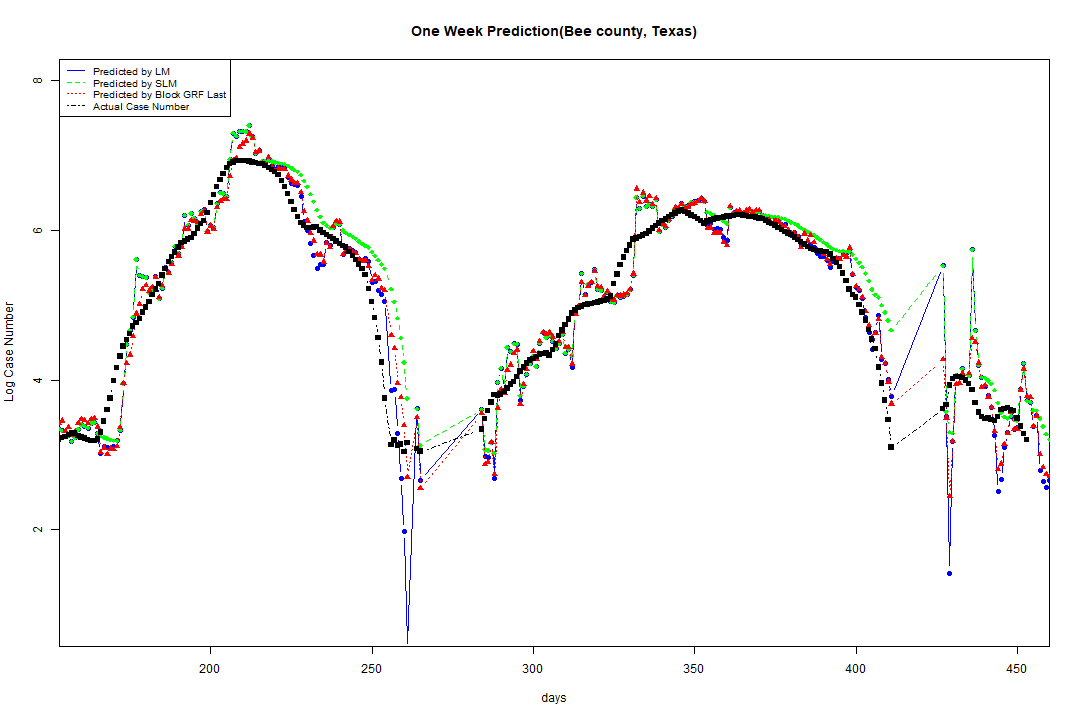 One Week Prediction(Bee county, Texas)
Predicted by LM
Predicted by SLM
Predicted by Block GRF Last
Actual Case Number
8
6
4
2
Log Case Number
200 250 300 350 400 450
days